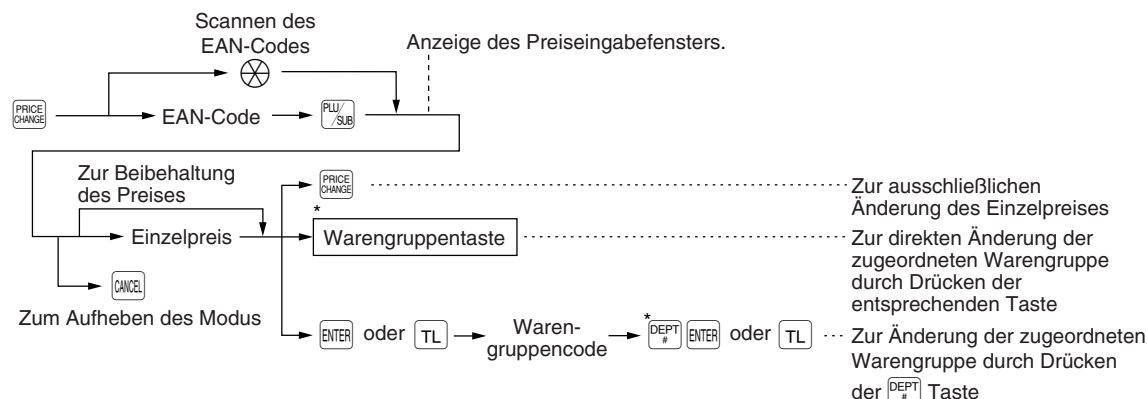 Scannen des
EAN-Codes
Anzeige des Preiseingabefensters.
PRICE
CHANGE
EAN-Code
PLU/
SUB
Zur Beibehaltung
des Preises
PRICE
CHANGE
Zur ausschließlichen
Änderung des Einzelpreises
*
Einzelpreis
Warengruppentaste
Zur direkten Änderung der
zugeordneten Warengruppe
durch Drücken der
entsprechenden Taste
CANCEL
Zum Aufheben des Modus
ENTER oder TL
Waren-
gruppencode
*
DEPT
#
ENTER oder TL
Zur Änderung der zugeordneten
Warengruppe durch Drücken
der DEPT # Taste